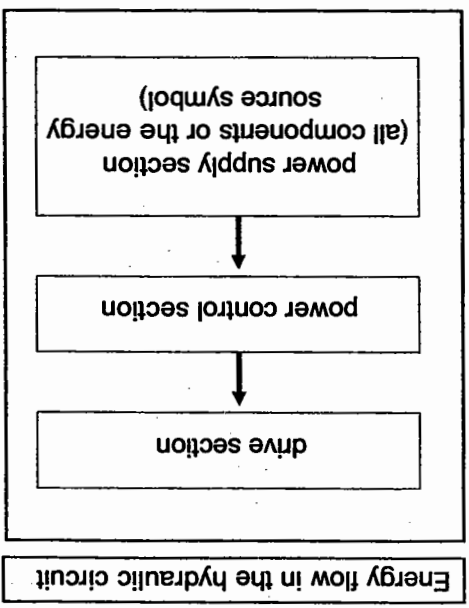 Energy flow in the hydraulic circuit
drive section
power control section
power supply section
(all components or the energy
source symbol)